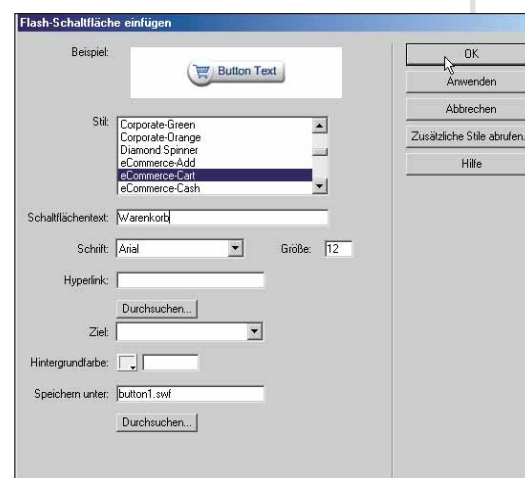 Flash-Schaltfläche einfügen
Beispiel:
Button Text
Stil:
Corporate-Green
Corporate-Orange
Diamond Spinner
eCommerce-Add
eCommerce-Cart
eCommerce-Cash
Schaltflächentext: Warenkorb
Schrift: Arial Größe: 12
Hyperlink:
Durchsuchen...
Ziel:
Hintergrundfarbe:
Speichern unter: button1.swf
Durchsuchen...
OK
Anwenden
Abbrechen
Zusätzliche Stile abrufen.
Hilfe